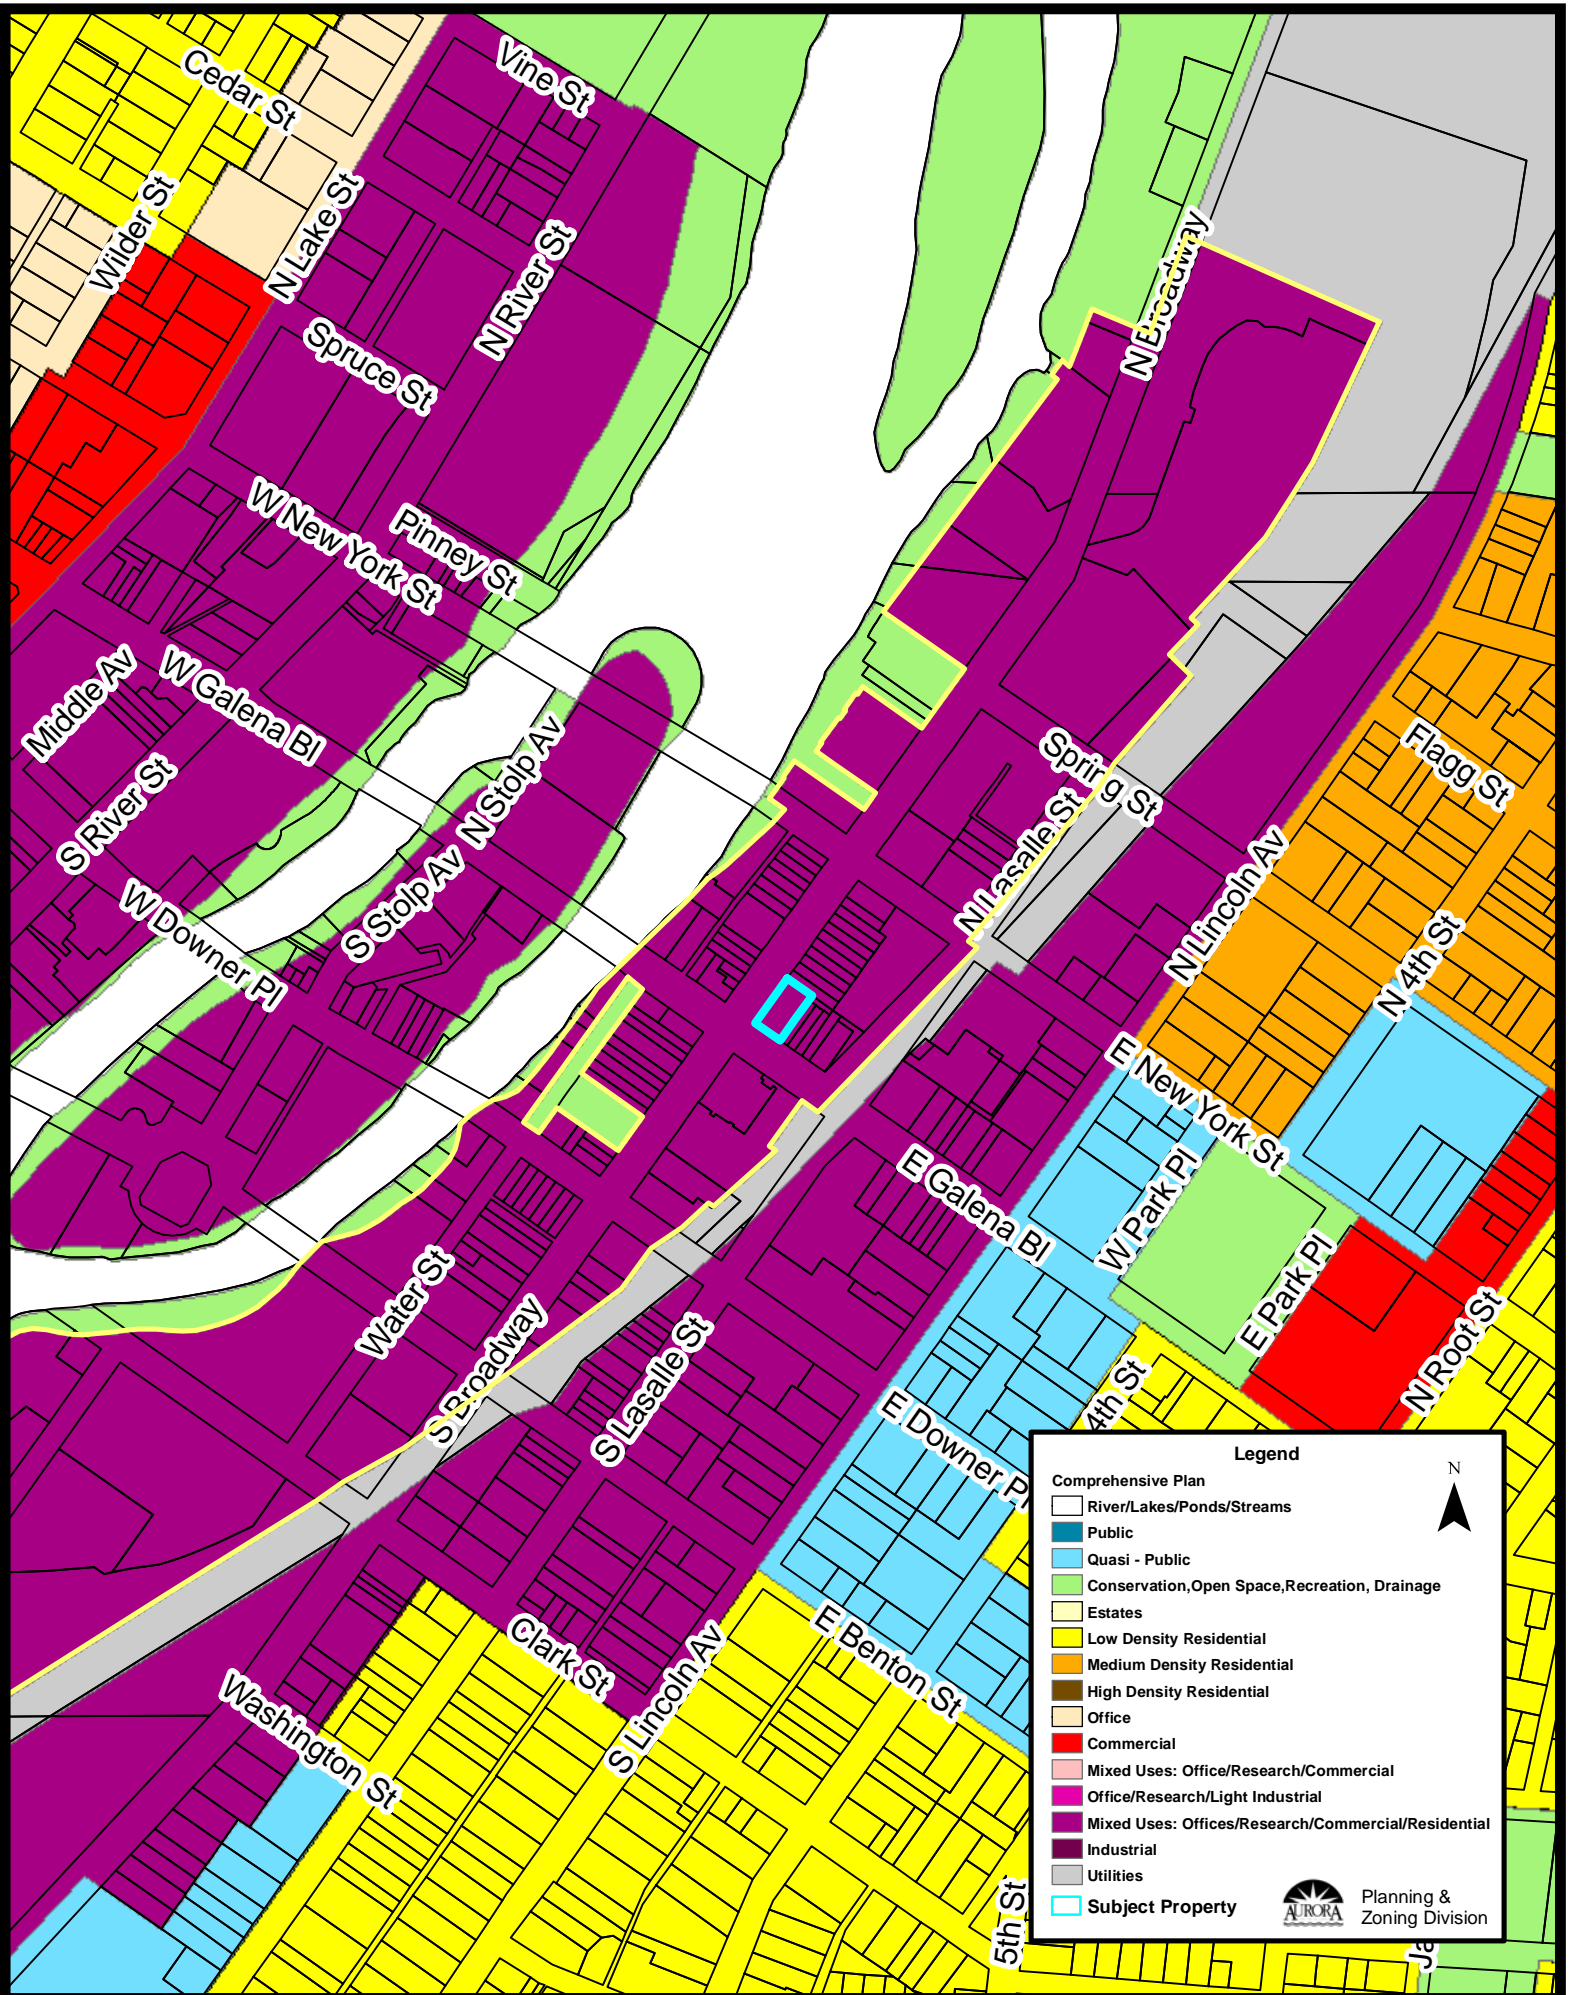 Cedar St
Vine St
Wilder St
N Lake St
N River St
N Broadway
Spruce St
W New York St
Pinney St
Middle Av
W Galena Bl
S River St
N Stolp Av
S Stolp Av
W Downer Pl
Spring St
N Lasalle St
Flagg St
N Lincoln Av
N 4th St
E New York St
W Park Pl
E Galena Bl
E Park Pl
N Root St
Water St
S Broadway
S Lasalle St
4th St
E Downer Pl
E Benton St
Clark St
S Lincoln Av
Washington St
5th St
Ja
Legend
Comprehensive Plan
N
River/Lakes/Ponds/Streams
Public
Quasi - Public
Conservation,Open Space,Recreation, Drainage
Estates
Low Density Residential
Medium Density Residential
High Density Residential
Office
Commercial
Mixed Uses: Office/Research/Commercial
Office/Research/Light Industrial
Mixed Uses: Offices/Research/Commercial/Residential
Industrial
Utilities
Subject Property
AURORA
Planning &
Zoning Division